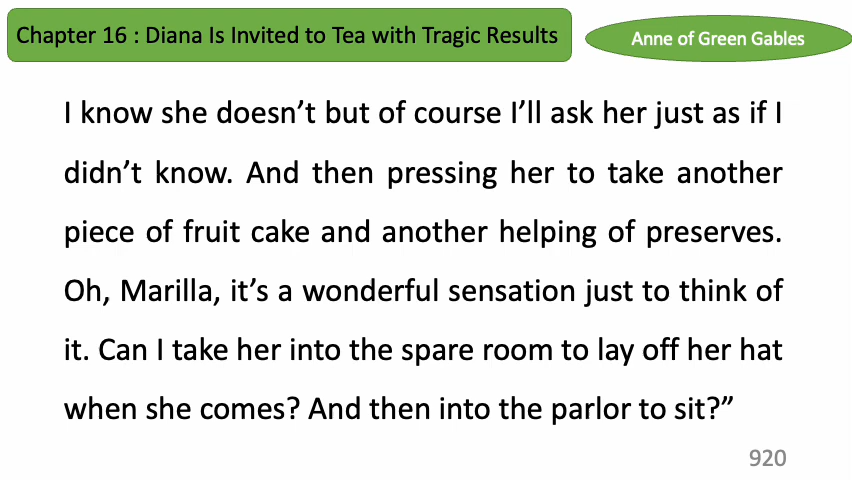 Chapter 16 : Diana Is Invited to Tea with Tragic Results
Anne of Green Gables
I know she doesn’t but of course I’ll ask her just as if I
didn’t know. And then pressing her to take another
piece of fruit cake and another helping of preserves.
Oh, Marilla, it’s a wonderful sensation just to think of
it. Can I take her into the spare room to lay off her hat
when she comes? And then into the parlor to sit?”
920